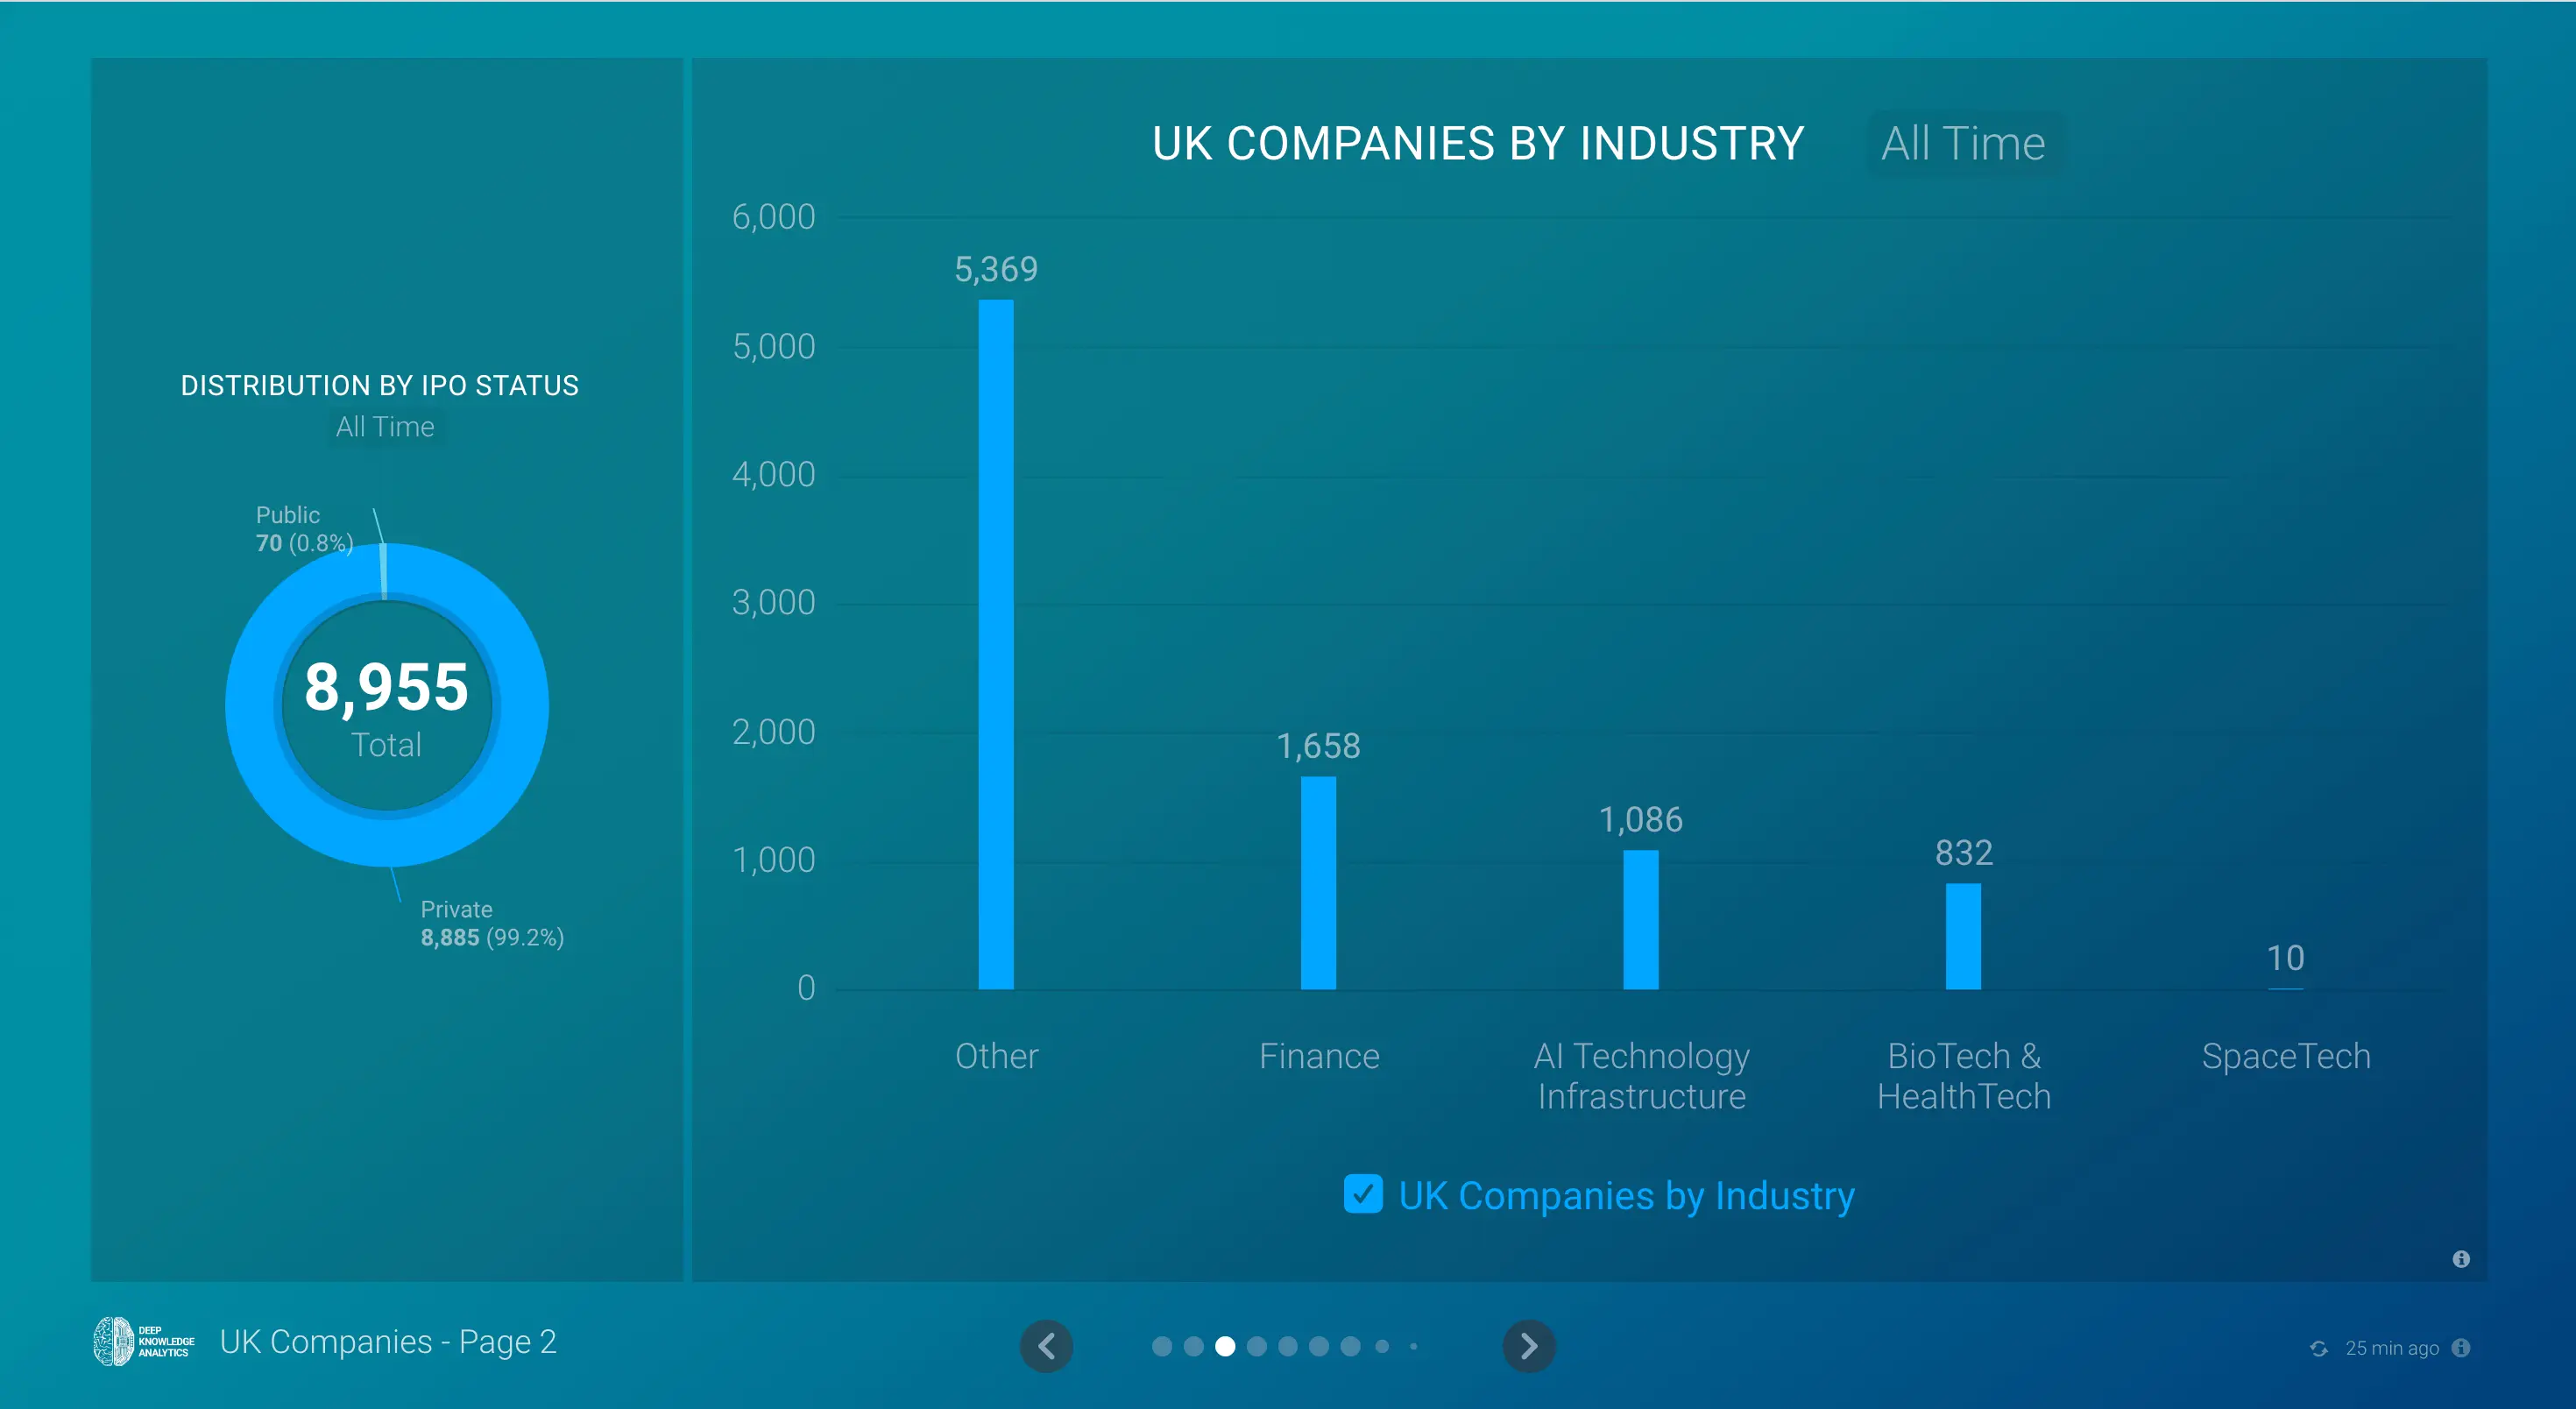 DISTRIBUTION BY IPO STATUS
All Time
Public
70 (0.8%)
8,955
Total
Private
8,885 (99.2%)
UK COMPANIES BY INDUSTRY All Time
6,000
5,000
4,000
3,000
2,000
1,000
0
5,369
1,658
1,086
832
10
Other
Finance
AI Technology
Infrastructure
BioTech &
HealthTech
SpaceTech
UK Companies by Industry
DEEP
KNOWLEDGE
ANALYTICS
UK Companies - Page 2
25 min ago